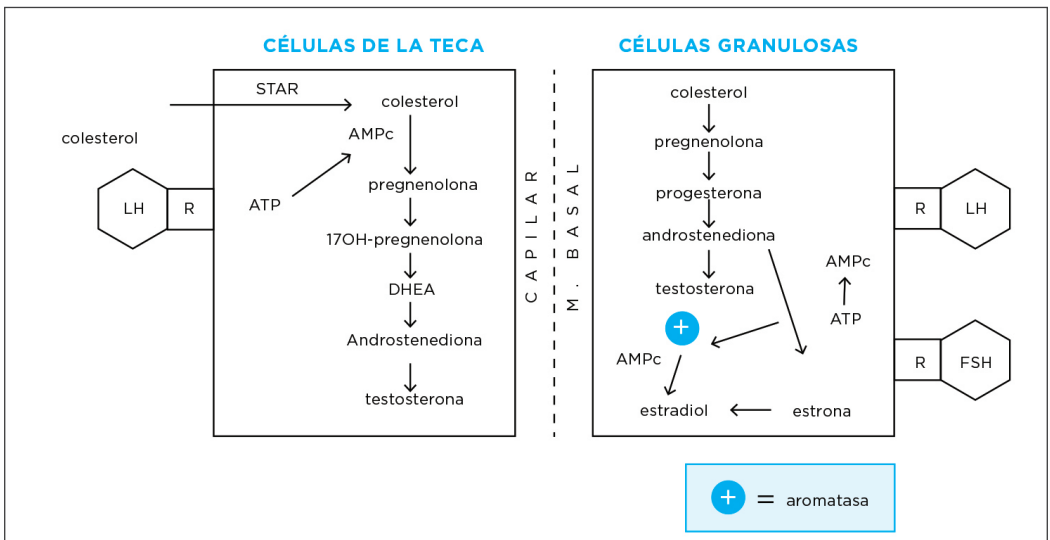 CÉLULAS DE LA TECA
STAR
colesterol
colesterol
AMPc
LH
R
ATP
pregnenolona
17OH-pregnenolona
DHEA
Androstenediona
testosterona
CAPILAR
M. BASAL
CÉLULAS GRANULOSAS
colesterol
pregnenolona
progesterona
androstenediona
testosterona
+
AMPc
estradiol
estrona
AMPc
ATP
R
LH
R
FSH
+ = aromatasa